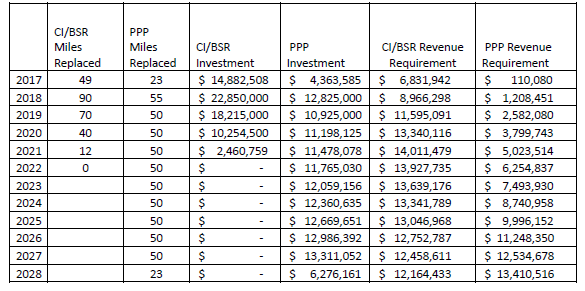 CI/BSR Miles Replaced PPP Miles Replaced CI/BSR Investment PPP Investment CI/BSR Revenue Requirement PPP Revenue Requirement
2017 49 23 $ 14,882,508 $ 4,363,585 $ 6,831,942 $ 110,080
2018 90 55 $ 22,850,000 $ 12,825,000 $ 8,966,298 $ 1,208,451
2019 70 50 $ 18,215,000 $ 10,925,000 $ 11,595,091 $ 2,582,080
2020 40 50 $ 10,254,500 $ 11,198,125 $ 13,340,116 $ 3,799,743
2021 12 50 $ 2,460,759 $ 11,478,078 $ 14,011,479 $ 5,023,514
2022 0 50 $ - $ 11,765,030 $ 13,927,735 $ 6,254,837
2023 50 $ - $ 12,059,156 $ 13,639,176 $ 7,493,930
2024 50 $ - $ 12,360,635 $ 13,341,789 $ 8,740,958
2025 50 $ - $ 12,669,651 $ 13,046,968 $ 9,996,152
2026 50 $ - $ 12,986,392 $ 12,752,787 $ 11,248,350
2027 50 $ - $ 13,311,052 $ 12,458,611 $ 12,534,678
2028 23 $ - $ 6,276,161 $ 12,164,433 $ 13,410,516